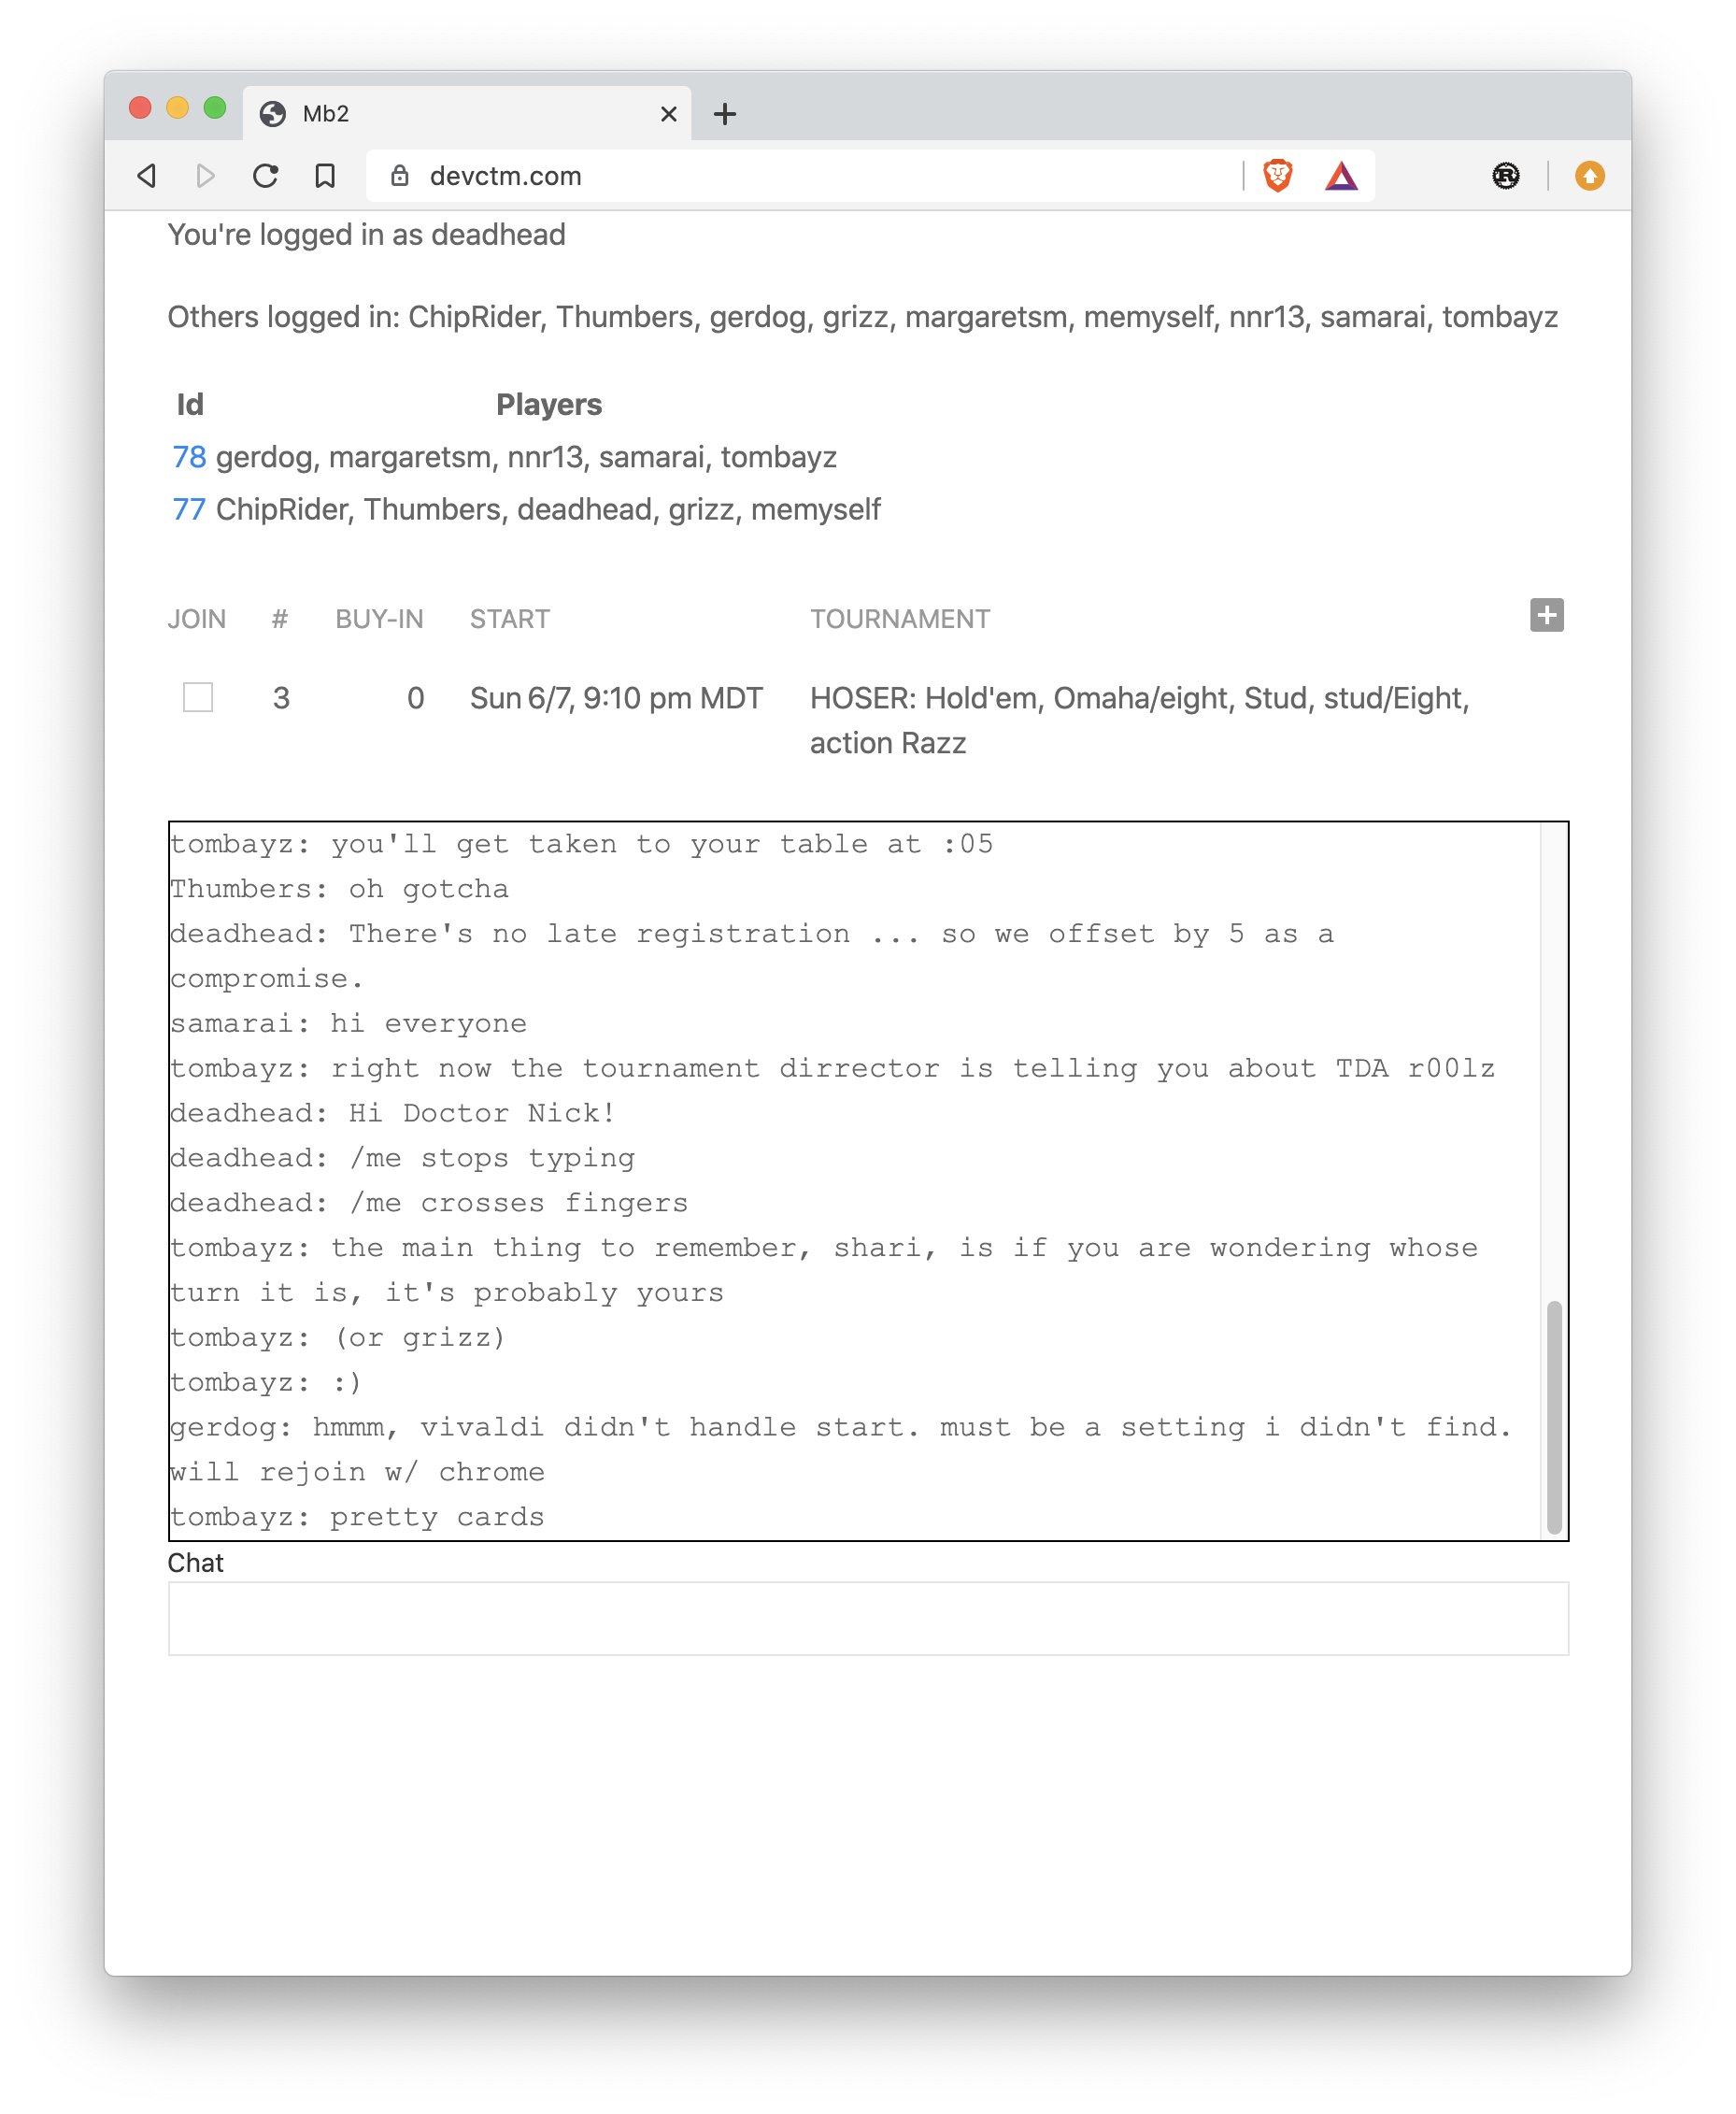 Mb2
devctm.com
You're logged in as deadhead
Others logged in: ChipRider, Thumbers, gerdog, grizz, margaretsm, memyself, nnr13, samarai, tombayz
Id Players
78 gerdog, margaretsm, nnr13, samarai, tombayz
77 ChipRider, Thumbers, deadhead, grizz, memyself
JOIN # BUY-IN START TOURNAMENT
3 0 Sun 6/7, 9:10 pm MDT HOSER: Hold'em, Omaha/eight, Stud, stud/Eight,
action Razz
tombayz: you'll get taken to your table at :05
Thumbers: oh gotcha
deadhead: There's no late registration ... so we offset by 5 as a
compromise.
samarai: hi everyone
tombayz: right now the tournament dirrector is telling you about TDA r00lz
deadhead: Hi Doctor Nick!
deadhead: /me stops typing
deadhead: /me crosses fingers
tombayz: the main thing to remember, shari, is if you are wondering whose
turn it is, it's probably yours
tombayz: (or grizz)
tombayz: :)
gerdog: hmmm, vivaldi didn't handle start. must be a setting i didn't find.
will rejoin w/ chrome
tombayz: pretty cards
Chat